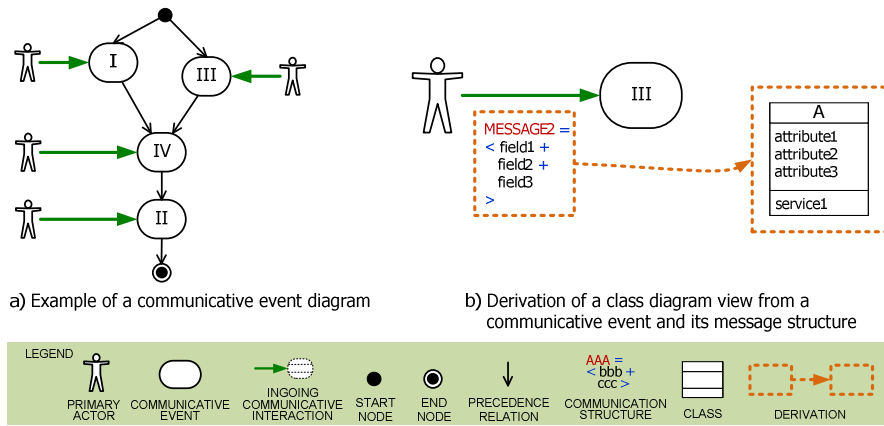 I
III
IV
II
a) Example of a communicative event diagram
III
MESSAGE2 =
< field1 +
field2 +
field3
>
A
attribute1
attribute2
attribute3
service1
b) Derivation of a class diagram view from a
communicative event and its message structure
LEGEND
PRIMARY
ACTOR
COMMUNICATIVE
EVENT
INGOING
COMMUNICATIVE
INTERACTION
START
NODE
END
NODE
PRECEDENCE
RELATION
AAA =
< bbb +
ccc >
COMMUNICATION
STRUCTURE
CLASS
DERIVATION